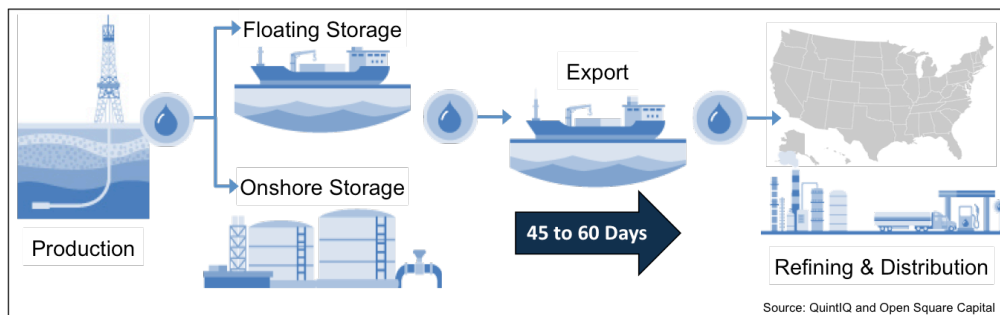 Floating Storage
Export
Onshore Storage
Production
45 to 60 Days
Refining & Distribution
Source: QuintIQ and Open Square Capital